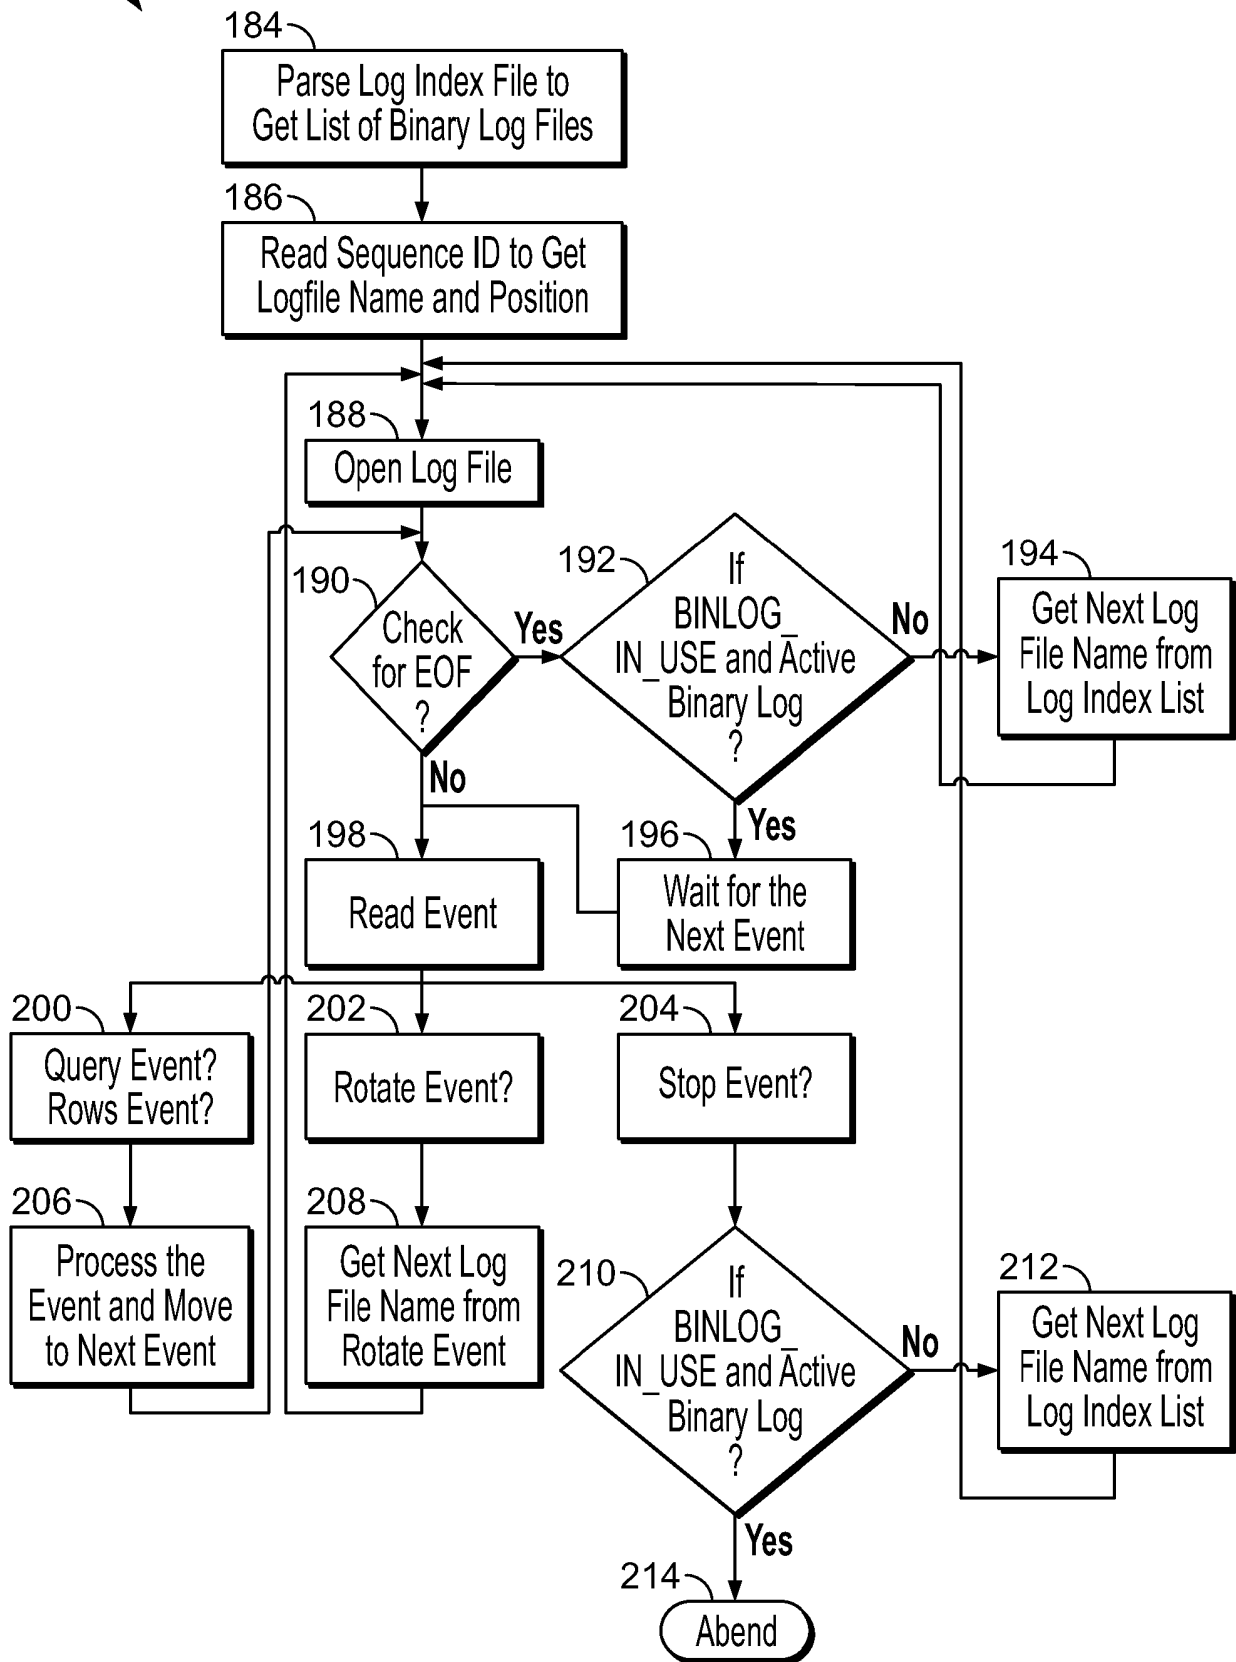 184
Parse Log Index File to
Get List of Binary Log Files
186
Read Sequence ID to Get
Logfile Name and Position
188
Open Log File
190
Check
for EOF
?
Yes
No
192
If
BINLOG_
IN_USE and Active
Binary Log
?
No
Yes
194
Get Next Log
File Name from
Log Index List
196
Wait for the
Next Event
198
Read Event
200
Query Event?
Rows Event?
202
Rotate Event?
204
Stop Event?
206
Process the
Event and Move
to Next Event
208
Get Next Log
File Name from
Rotate Event
210
If
BINLOG_
IN_USE and Active
Binary Log
?
No
Yes
212
Get Next Log
File Name from
Log Index List
214
Abend